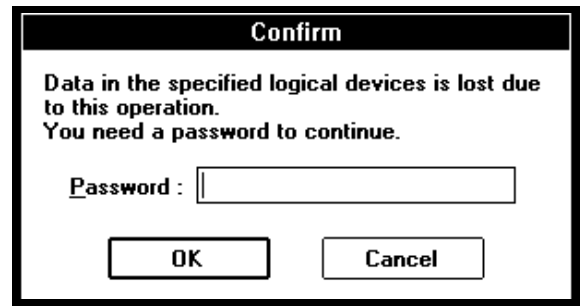 Confirm
Data in the specified logical devices is lost due
to this operation.
You need a password to continue.
Password :
OK
Cancel